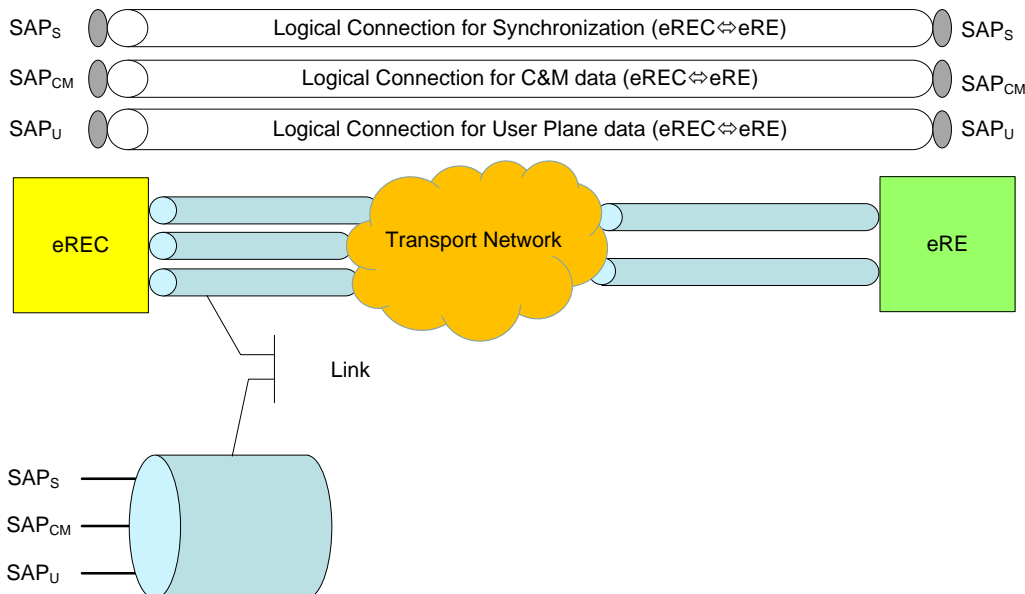 SAPS Logical Connection for Synchronization (eREC⇔eRE) SAPS
SAPCM Logical Connection for C&M data (eREC⇔eRE) SAPCM
SAPU Logical Connection for User Plane data (eREC⇔eRE) SAPU
eREC
Transport Network
eRE
Link
SAPS
SAPCM
SAPU